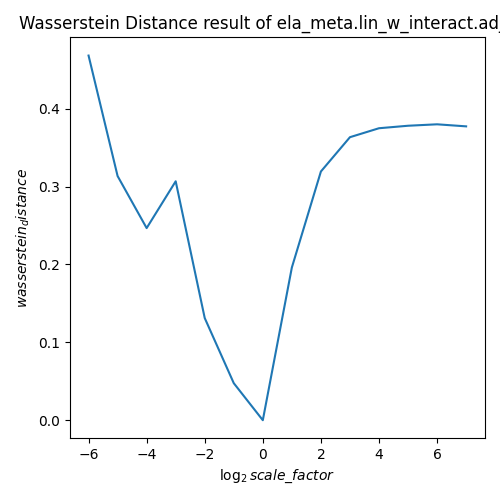 Wasserstein Distance result of ela_meta.lin_w_interact.ad
wasserstein_distance
0.4
0.3
0.2
0.1
0.0
−6 −4 −2 0 2 4 6
log₂ scale_factor